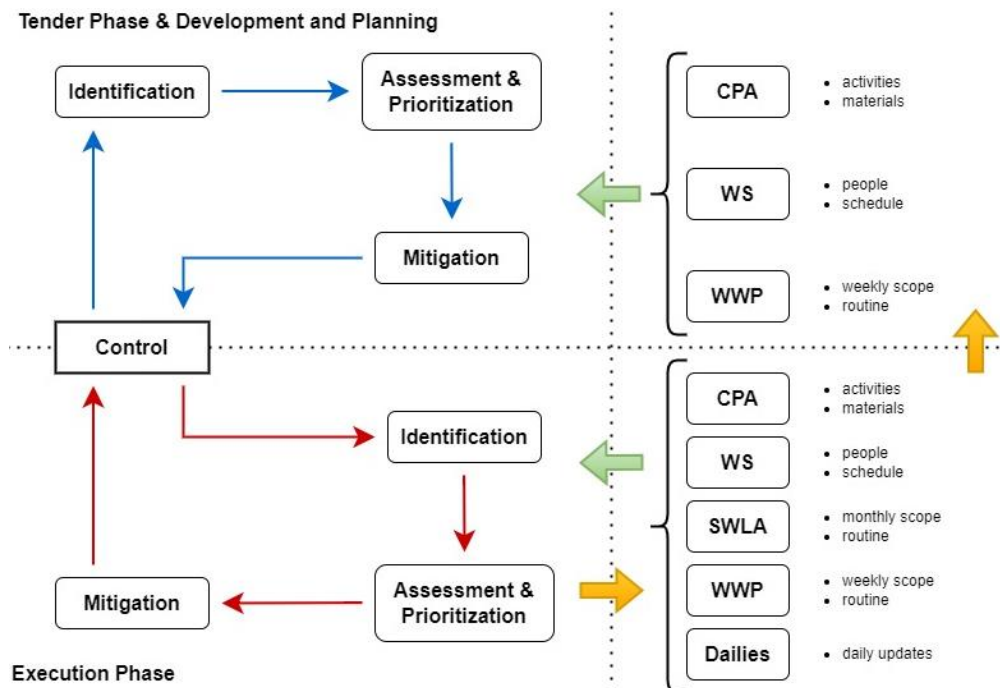 Tender Phase & Development and Planning
Identification
Assessment &
Prioritization
Mitigation
Control
CPA
• activities
• materials
WS
• people
• schedule
WWP
• weekly scope
• routine
Identification
Assessment &
Prioritization
Mitigation
Execution Phase
CPA
• activities
• materials
WS
• people
• schedule
SWLA
• monthly scope
• routine
WWP
• weekly scope
• routine
Dailies
• daily updates